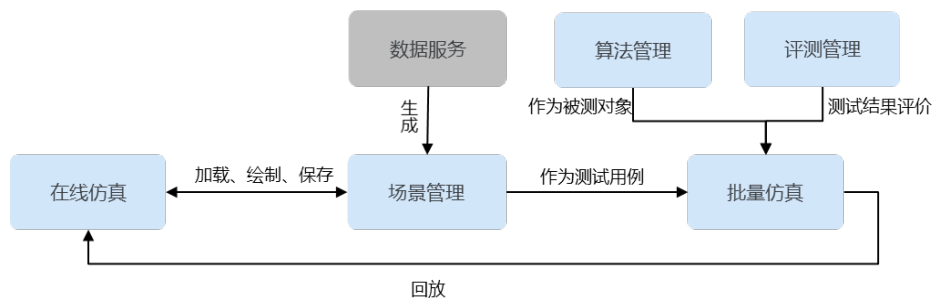 数据服务
算法管理
评测管理
生成
作为被测对象
测试结果评价
在线仿真
加载、绘制、保存
场景管理
作为测试用例
批量仿真
回放